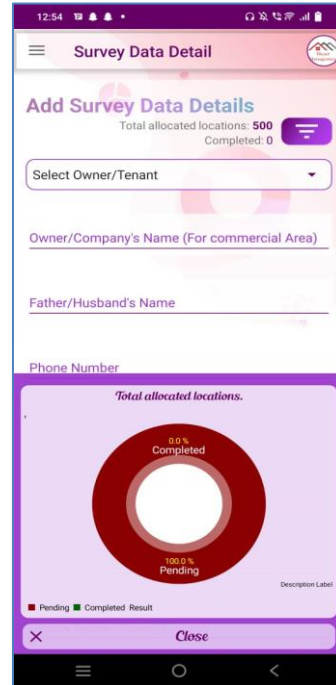 12:54
Survey Data Detail
Add Survey Data Details
Total allocated locations: 500
Completed: 0
Select Owner/Tenant
Owner/Company's Name (For commercial Area)
Father/Husband's Name
Phone Number
Total allocated locations.
0.0 %
Completed
100.0 %
Pending
Description Label
Pending Completed Result
Close